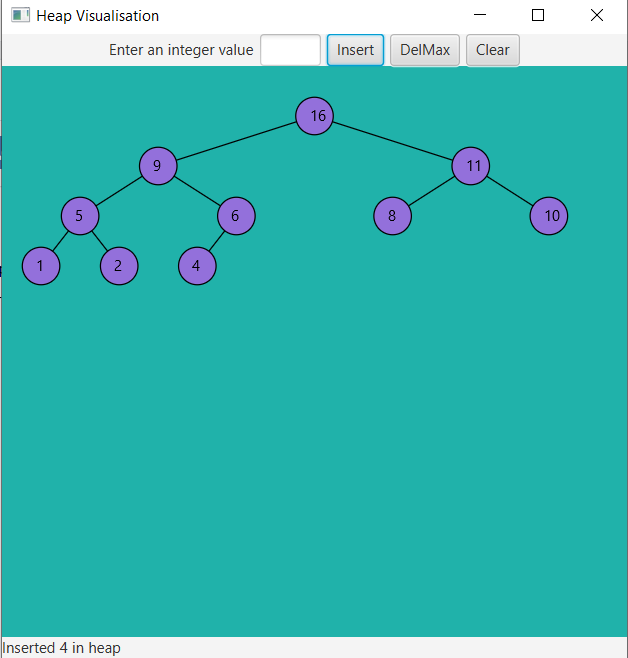 Heap Visualisation
Enter an integer value Insert DelMax Clear
16
9 11
5 6 8 10
1 2 4
Inserted 4 in heap